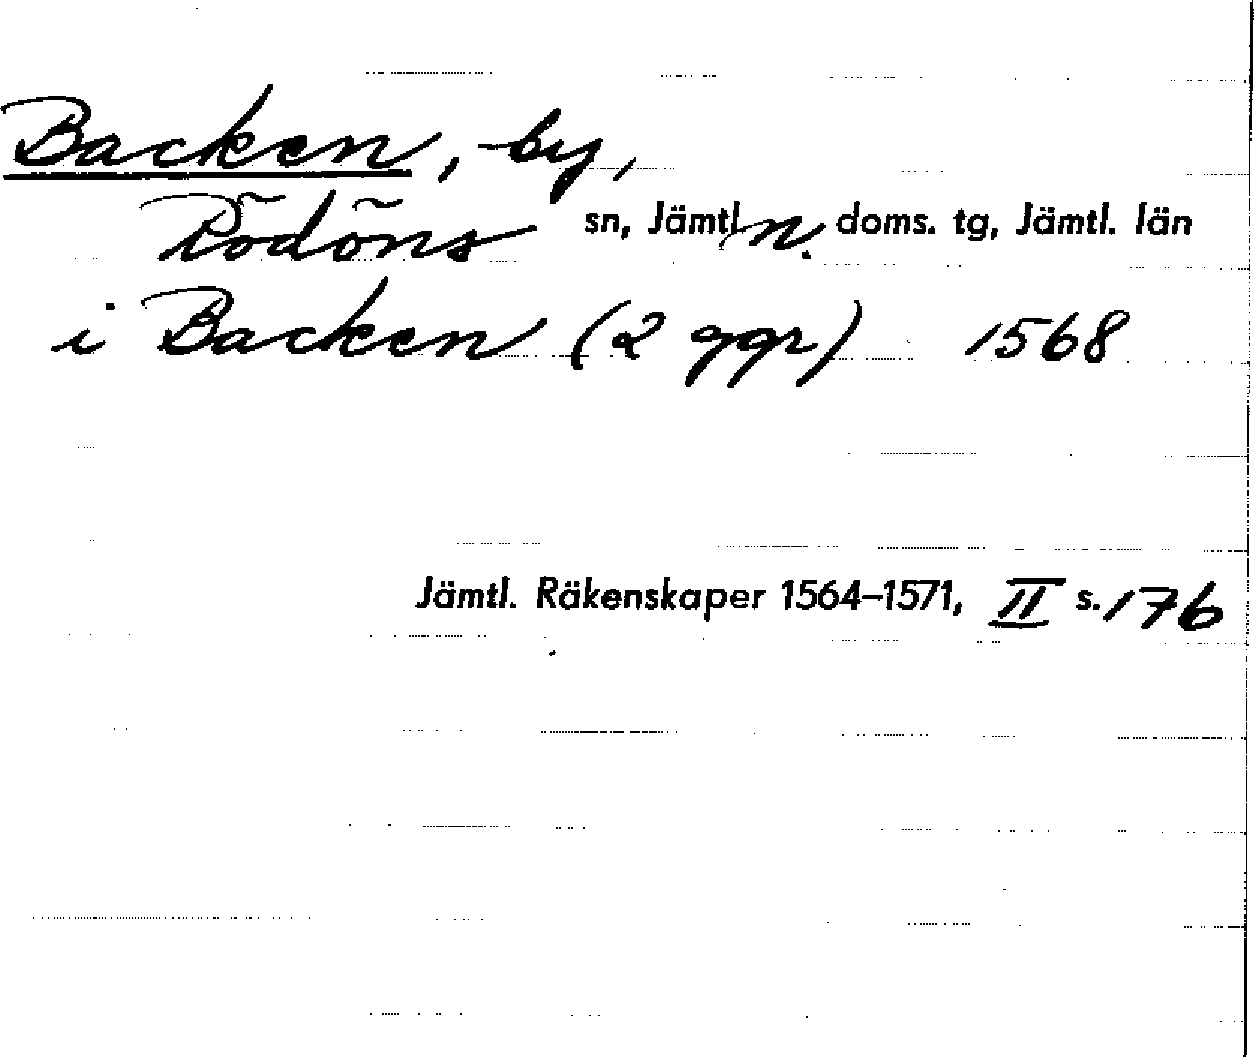 Backen, by,
Rödöns sn, Jämtl. n. doms. tg, Jämtl. län
i Backen (2 ggr) 1568
Jämtl. Räkenskaper 1564–1571, II s. 176